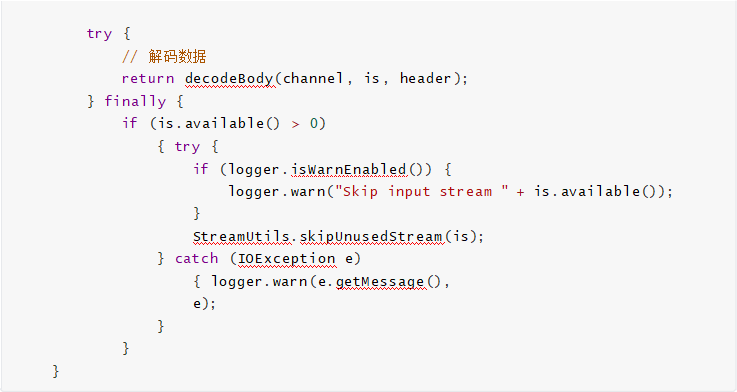 try {
// 解码数据
return decodeBody(channel, is, header);
} finally {
if (is.available() > 0)
{ try {
if (logger.isWarnEnabled()) {
logger.warn("Skip input stream " + is.available());
}
StreamUtils.skipUnusedStream(is);
} catch (IOException e)
{ logger.warn(e.getMessage(),
e);
}
}
}